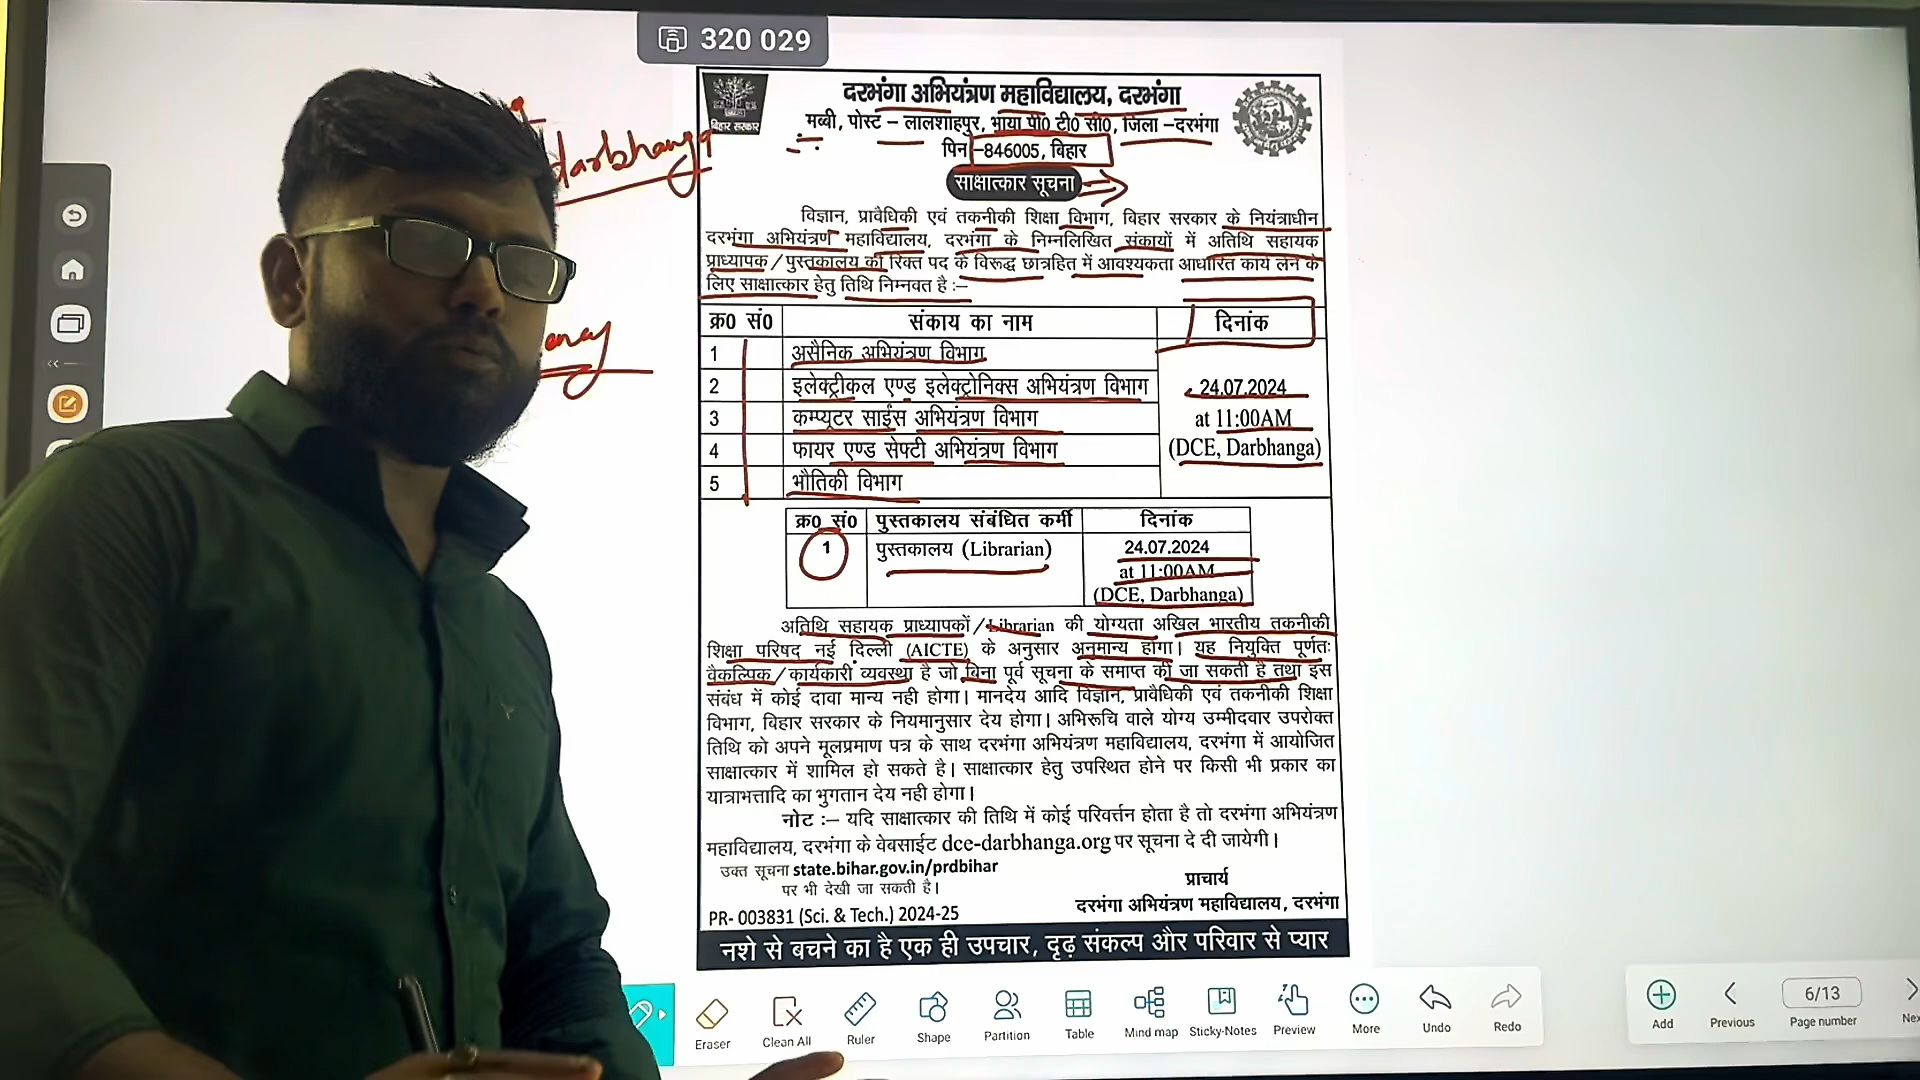 320 029
दरभंगा अभियंत्रण महाविद्यालय, दरभंगा
बिहार सरकार
मब्बी, पोस्ट – लालशाहपुर, भाया पी0 टी0 सी0, जिला –दरभंगा
पिन –846005, बिहार
साक्षात्कार सूचना
darbhanga
विज्ञान, प्रावैधिकी एवं तकनीकी शिक्षा विभाग, बिहार सरकार के नियंत्राधीन
दरभंगा अभियंत्रण महाविद्यालय, दरभंगा के निम्नलिखित संकायों में अतिथि सहायक
प्राध्यापक / पुस्तकालय की रिक्त पद के विरूद्ध छात्रहित में आवश्यकता आधारित कार्य लेने के
लिए साक्षात्कार हेतु तिथि निम्नवत है :–
क्र0 सं0 संकाय का नाम दिनांक
1 असैनिक अभियंत्रण विभाग
2 इलेक्ट्रीकल एण्ड इलेक्ट्रोनिक्स अभियंत्रण विभाग 24.07.2024
3 कम्प्यूटर साईंस अभियंत्रण विभाग at 11:00AM
4 फायर एण्ड सेफ्टी अभियंत्रण विभाग (DCE, Darbhanga)
5 भौतिकी विभाग
क्र0 सं0 पुस्तकालय संबंधित कर्मी दिनांक
1 पुस्तकालय (Librarian) 24.07.2024
at 11:00AM
(DCE, Darbhanga)
अतिथि सहायक प्राध्यापकों / Librarian की योग्यता अखिल भारतीय तकनीकी
शिक्षा परिषद नई दिल्ली (AICTE) के अनुसार अनुमान्य होगा। यह नियुक्ति पूर्णतः
वैकल्पिक / कार्यकारी व्यवस्था है जो बिना पूर्व सूचना के समाप्त की जा सकती है तथा इस
संबंध में कोई दावा मान्य नही होगा। मानदेय आदि विज्ञान, प्रावैधिकी एवं तकनीकी शिक्षा
विभाग, बिहार सरकार के नियमानुसार देय होगा। अभिरूचि वाले योग्य उम्मीदवार उपरोक्त
तिथि को अपने मूलप्रमाण पत्र के साथ दरभंगा अभियंत्रण महाविद्यालय, दरभंगा में आयोजित
साक्षात्कार में शामिल हो सकते है। साक्षात्कार हेतु उपस्थित होने पर किसी भी प्रकार का
यात्राभत्तादि का भुगतान देय नही होगा।
नोट :– यदि साक्षात्कार की तिथि में कोई परिवर्त्तन होता है तो दरभंगा अभियंत्रण
महाविद्यालय, दरभंगा के वेबसाईट dce-darbhanga.org पर सूचना दे दी जायेगी।
उक्त सूचना state.bihar.gov.in/prdbihar
पर भी देखी जा सकती है।
प्राचार्य
दरभंगा अभियंत्रण महाविद्यालय, दरभंगा
PR- 003831 (Sci. & Tech.) 2024-25
नशे से बचने का है एक ही उपचार, दृढ़ संकल्प और परिवार से प्यार
Eraser Clean All Ruler Shape Partition Table Mind map Sticky-Notes Preview More Undo Redo
Add Previous 6/13 Page number